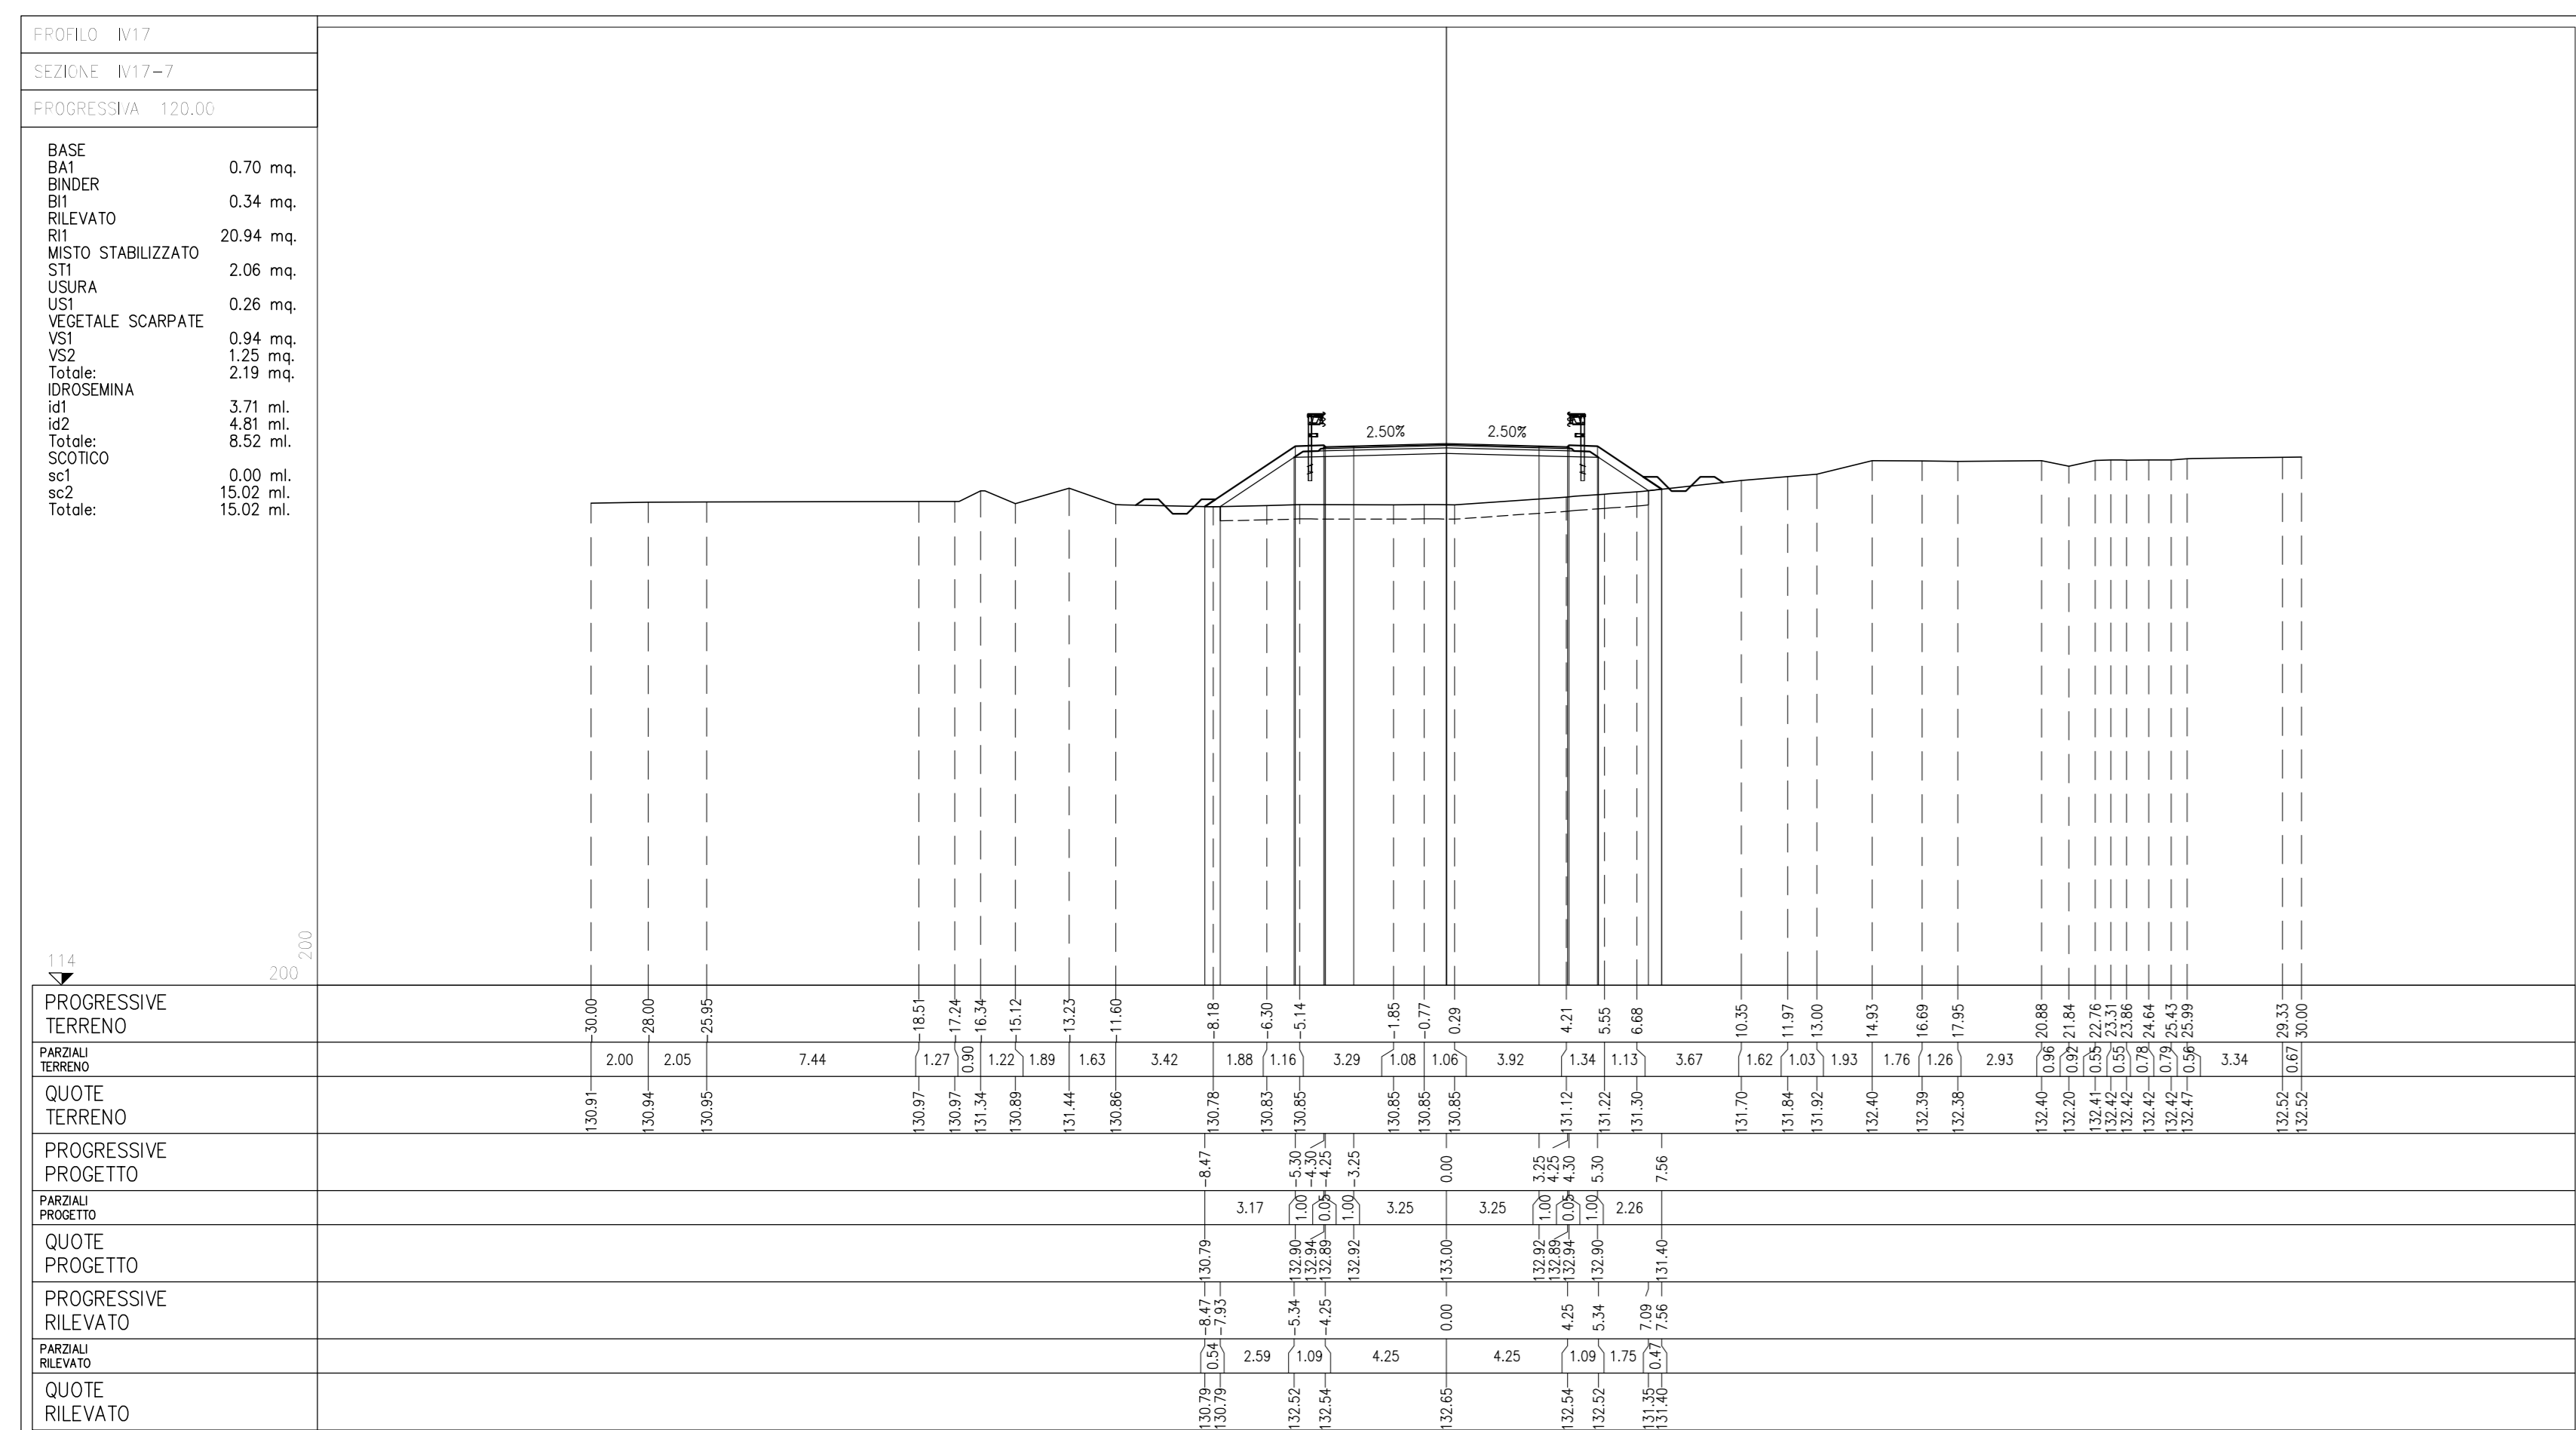 PROFILO IV17
SEZIONE IV17-7
PROGRESSIVA 120.00
BASE
BA1 0.70 mq.
BINDER
BI1 0.34 mq.
RILEVATO
RI1 20.94 mq.
MISTO STABILIZZATO
ST1 2.06 mq.
USURA
US1 0.26 mq.
VEGETALE SCARPATE
VS1 0.94 mq.
VS2 1.25 mq.
Totale: 2.19 mq.
IDROSEMINA
id1 3.71 ml.
id2 4.81 ml.
Totale: 8.52 ml.
SCOTICO
sc1 0.00 ml.
sc2 15.02 ml.
Totale: 15.02 ml.
2.50% 2.50%
114
200
200
PROGRESSIVE
TERRENO
-30.00 -28.00 -25.95 -18.51 -17.24 -16.34 -15.12 -13.23 -11.60 -8.18 -6.30 -5.14 -1.85 -0.77 0.29 4.21 5.55 6.68 10.35 11.97 13.00 14.93 16.69 17.95 20.88 21.84 22.76 23.31 23.86 24.64 25.43 25.99 29.33 30.00
PARZIALI
TERRENO
2.00 2.05 7.44 1.27 0.90 1.22 1.89 1.63 3.42 1.88 1.16 3.29 1.08 1.06 3.92 1.34 1.13 3.67 1.62 1.03 1.93 1.76 1.26 2.93 0.96 0.92 0.55 0.55 0.78 0.79 0.56 3.34 0.67
QUOTE
TERRENO
130.91 130.94 130.95 130.97 130.97 131.34 130.89 131.44 130.86 130.78 130.83 130.85 130.85 130.85 130.85 131.12 131.22 131.30 131.70 131.84 131.92 132.40 132.39 132.38 132.40 132.20 132.41 132.42 132.42 132.42 132.42 132.47 132.52 132.52
PROGRESSIVE
PROGETTO
-8.47 -5.30 -4.30 -4.25 -3.25 0.00 3.25 4.25 4.30 5.30 7.56
PARZIALI
PROGETTO
3.17 1.00 0.05 1.00 3.25 3.25 1.00 0.05 1.00 2.26
QUOTE
PROGETTO
130.79 132.90 132.94 132.89 132.92 133.00 132.92 132.89 132.94 132.90 131.40
PROGRESSIVE
RILEVATO
-8.47 -7.93 -5.34 -4.25 0.00 4.25 5.34 7.09 7.56
PARZIALI
RILEVATO
0.54 2.59 1.09 4.25 4.25 1.09 1.75 0.47
QUOTE
RILEVATO
130.79 130.79 132.52 132.54 132.65 132.54 132.52 131.35 131.40